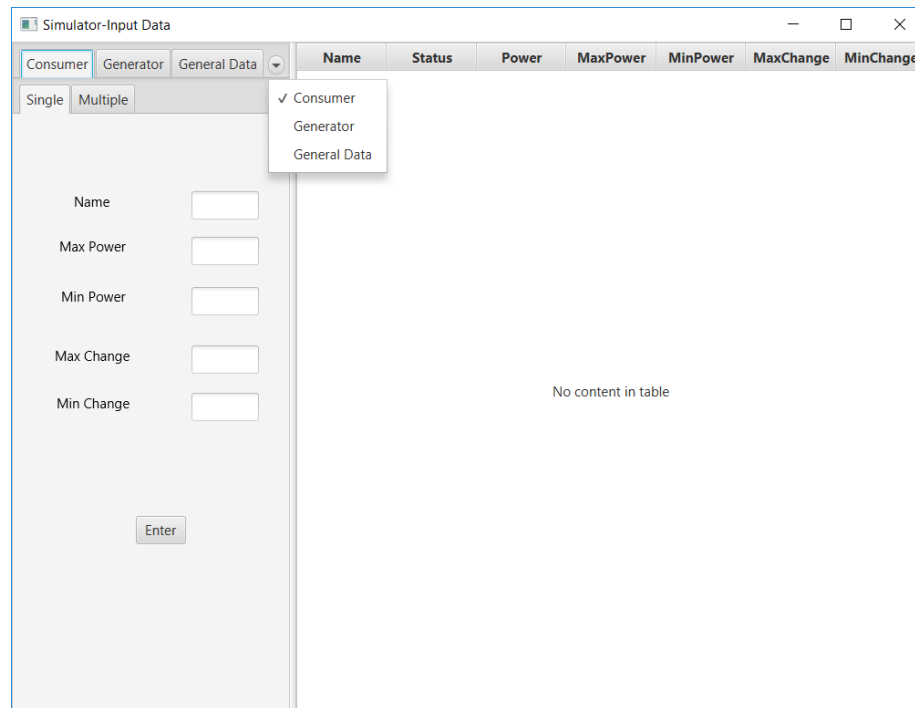 Simulator-Input Data
Consumer Generator General Data
Name Status Power MaxPower MinPower MaxChange MinChange
Single Multiple
✓ Consumer
Generator
General Data
Name
Max Power
Min Power
Max Change
Min Change
No content in table
Enter